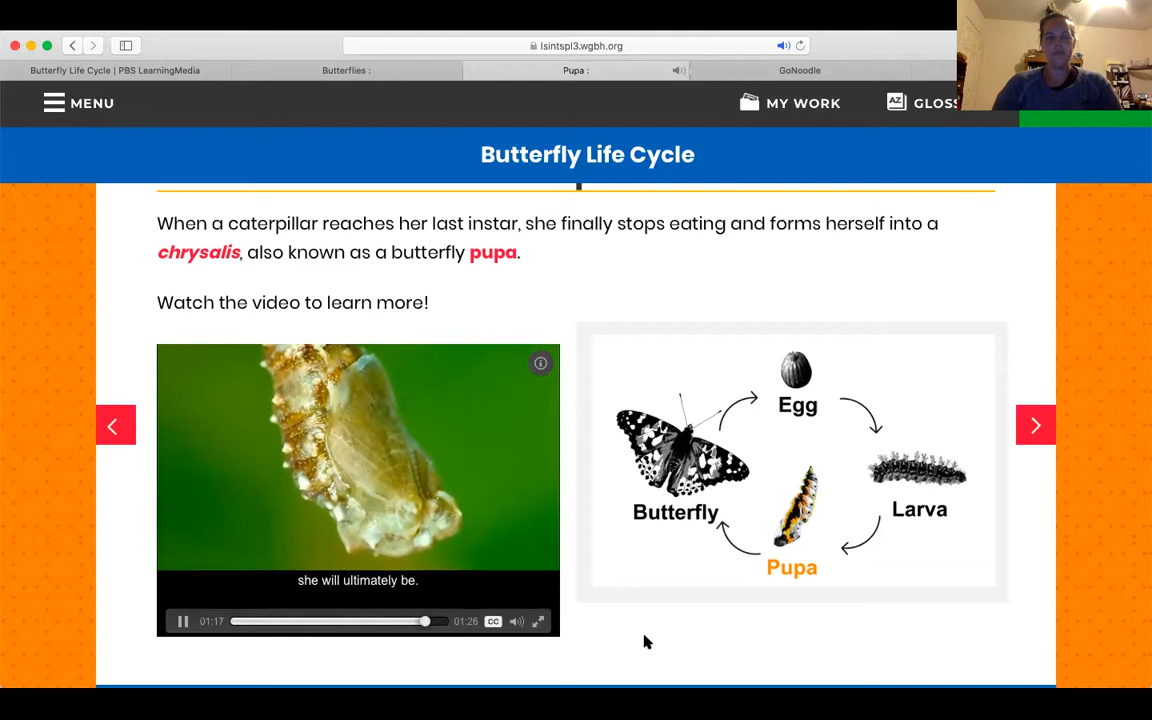 lsintspl3.wgbh.org
Butterfly Life Cycle | PBS LearningMedia
Butterflies :
Pupa :
GoNoodle
MENU
MY WORK
AZ
GLOSS
Butterfly Life Cycle
When a caterpillar reaches her last instar, she finally stops eating and forms herself into a
chrysalis, also known as a butterfly pupa.
Watch the video to learn more!
she will ultimately be.
01:17
01:26
CC
Egg
Larva
Butterfly
Pupa